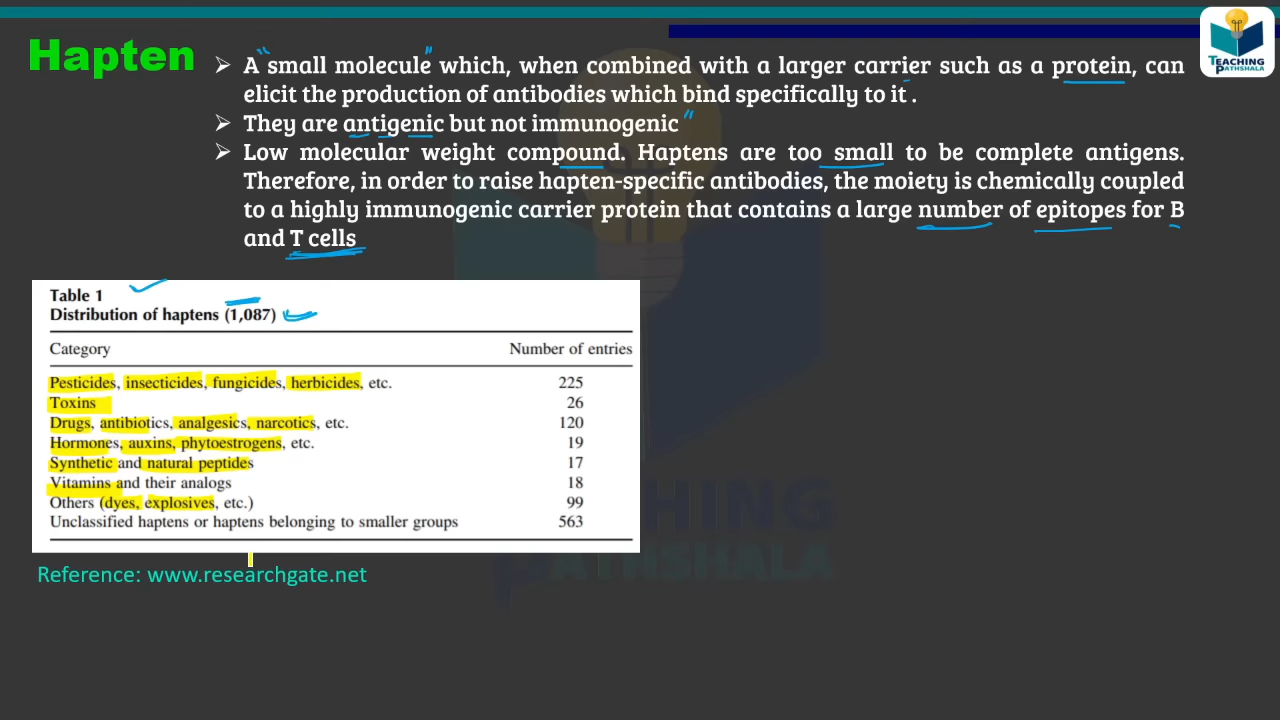 Hapten
➢ A "small molecule" which, when combined with a larger carrier such as a protein, can
elicit the production of antibodies which bind specifically to it .
➢ They are antigenic but not immunogenic"
➢ Low molecular weight compound. Haptens are too small to be complete antigens.
Therefore, in order to raise hapten-specific antibodies, the moiety is chemically coupled
to a highly immunogenic carrier protein that contains a large number of epitopes for B
and T cells
TEACHING
PATHSHALA
Table 1
Distribution of haptens (1,087)
Category Number of entries
Pesticides, insecticides, fungicides, herbicides, etc. 225
Toxins 26
Drugs, antibiotics, analgesics, narcotics, etc. 120
Hormones, auxins, phytoestrogens, etc. 19
Synthetic and natural peptides 17
Vitamins and their analogs 18
Others (dyes, explosives, etc.) 99
Unclassified haptens or haptens belonging to smaller groups 563
HING
PATHSHALA
Reference: www.researchgate.net